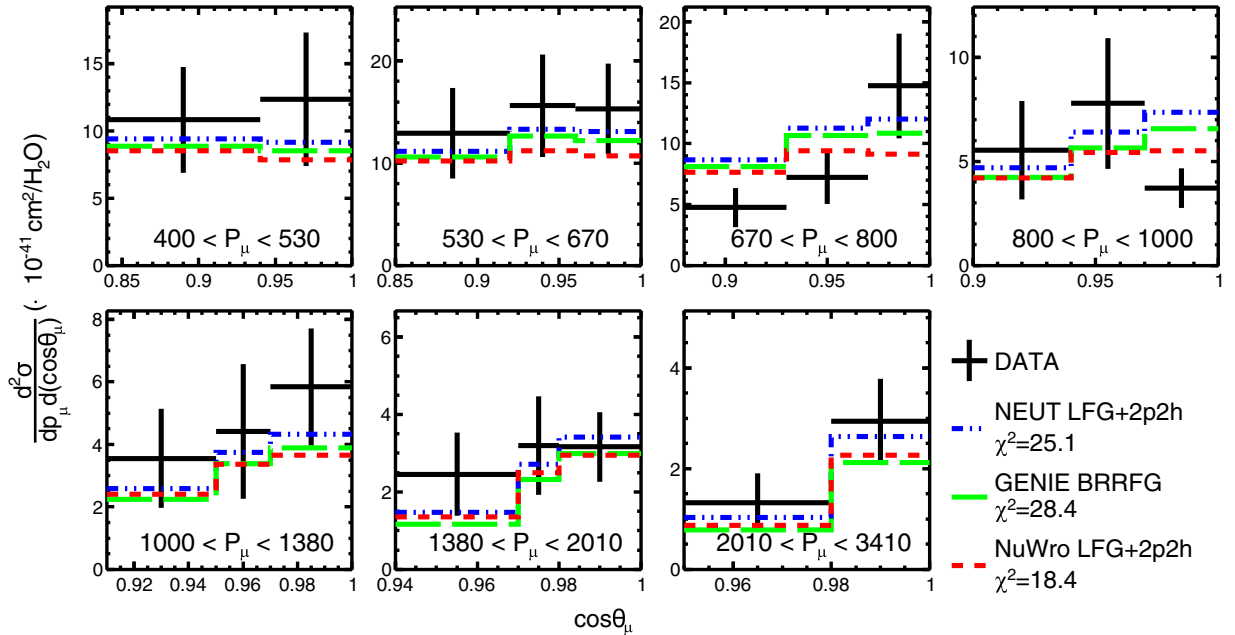 d²σ
dpμ d(cosθμ)
(· 10⁻⁴¹ cm²/H₂O)
15
10
5
0
0.85 0.9 0.95 1
400 < Pμ < 530
20
10
0
0.85 0.9 0.95 1
530 < Pμ < 670
20
15
10
5
0
0.9 0.95 1
670 < Pμ < 800
10
5
0
0.9 0.95 1
800 < Pμ < 1000
8
6
4
2
0
0.92 0.94 0.96 0.98 1
1000 < Pμ < 1380
6
4
2
0
0.94 0.96 0.98 1
1380 < Pμ < 2010
4
2
0
0.96 0.98 1
2010 < Pμ < 3410
cosθμ
DATA
NEUT LFG+2p2h
χ²=25.1
GENIE BRRFG
χ²=28.4
NuWro LFG+2p2h
χ²=18.4